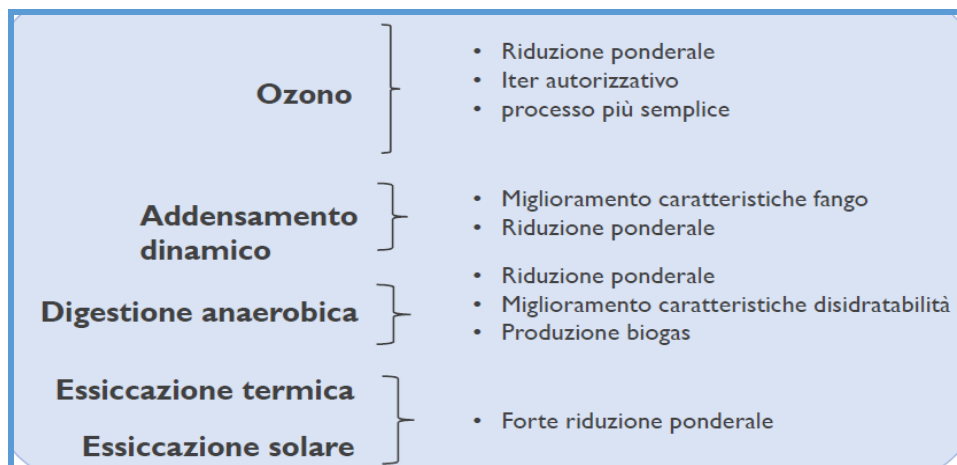 Ozono
• Riduzione ponderale
• Iter autorizzativo
• processo più semplice
Addensamento
dinamico
• Miglioramento caratteristiche fango
• Riduzione ponderale
Digestione anaerobica
• Riduzione ponderale
• Miglioramento caratteristiche disidratabilità
• Produzione biogas
Essiccazione termica
Essiccazione solare
• Forte riduzione ponderale